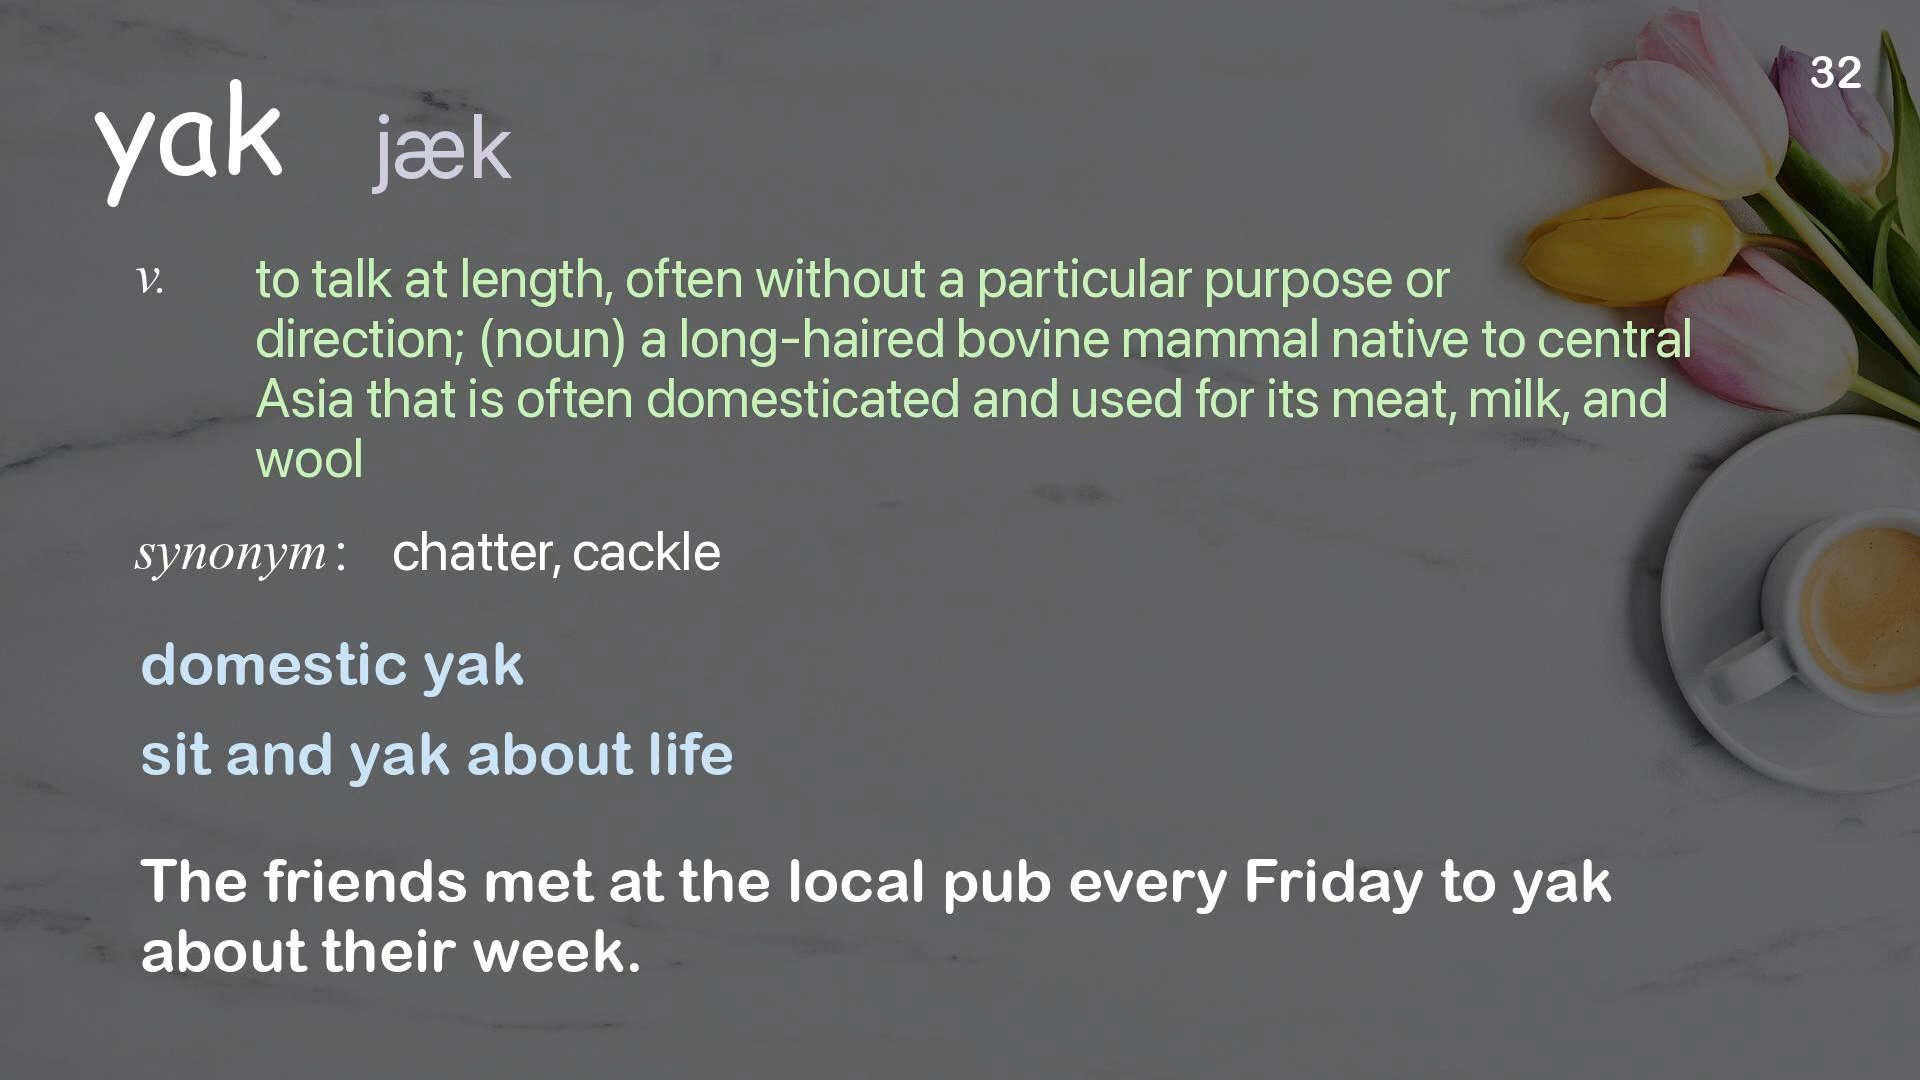 32
yak jæk
v. to talk at length, often without a particular purpose or
direction; (noun) a long-haired bovine mammal native to central
Asia that is often domesticated and used for its meat, milk, and
wool
synonym : chatter, cackle
domestic yak
sit and yak about life
The friends met at the local pub every Friday to yak
about their week.